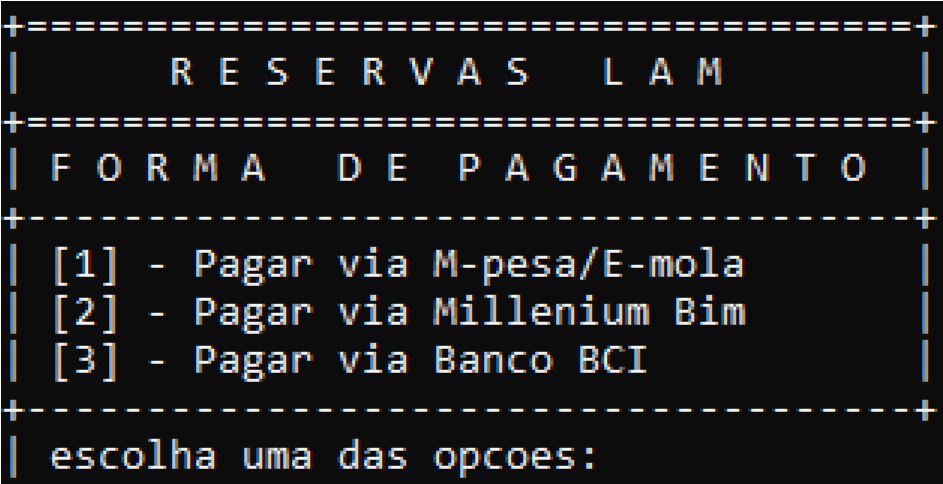 +=====================================+
|      R E S E R V A S   L A M        |
+=====================================+
| F O R M A   D E  P A G A M E N T O  |
+-------------------------------------+
| [1] - Pagar via M-pesa/E-mola       |
| [2] - Pagar via Millenium Bim       |
| [3] - Pagar via Banco BCI           |
+-------------------------------------+
| escolha uma das opcoes: